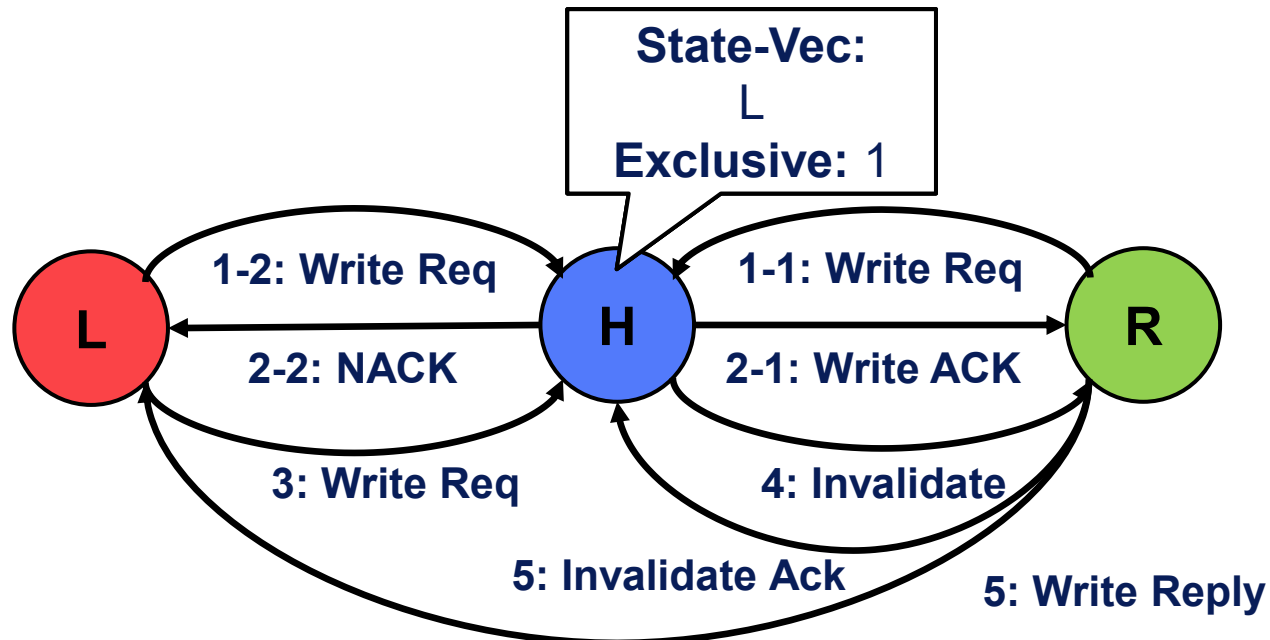 State-Vec:
L
Exclusive: 1
1-2: Write Req
1-1: Write Req
L
H
R
2-2: NACK
2-1: Write ACK
3: Write Req
4: Invalidate
5: Invalidate Ack
5: Write Reply